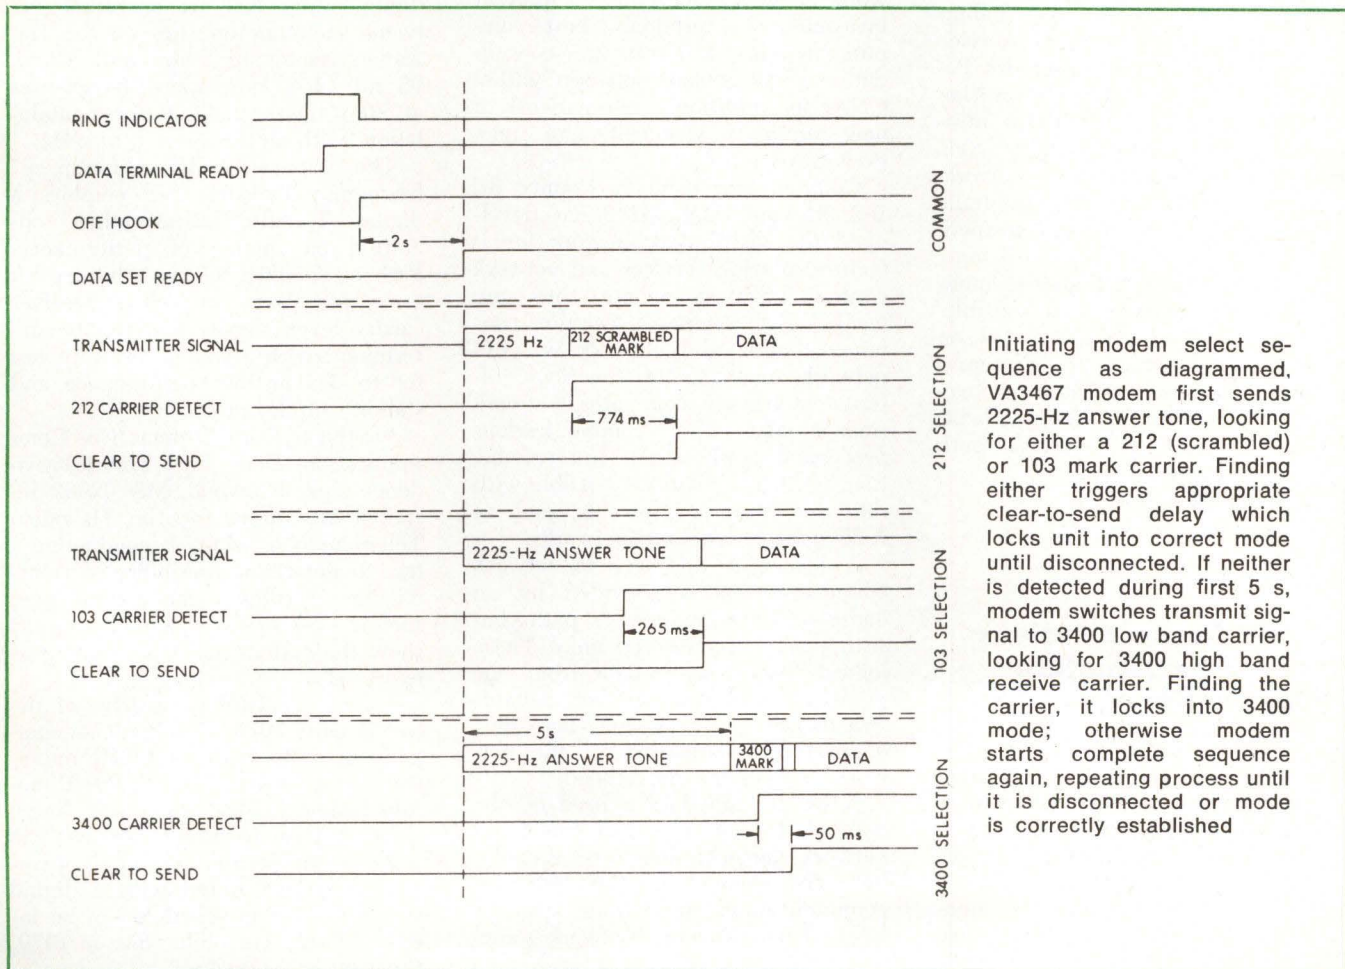 RING INDICATOR
DATA TERMINAL READY
OFF HOOK
2s
DATA SET READY
COMMON
TRANSMITTER SIGNAL
2225 Hz
212 SCRAMBLED
MARK
DATA
212 CARRIER DETECT
774 ms
CLEAR TO SEND
212 SELECTION
TRANSMITTER SIGNAL
2225-Hz ANSWER TONE
DATA
103 CARRIER DETECT
265 ms
CLEAR TO SEND
103 SELECTION
5s
2225-Hz ANSWER TONE
3400
MARK
DATA
3400 CARRIER DETECT
50 ms
CLEAR TO SEND
3400 SELECTION
Initiating modem select se-
quence as diagrammed,
VA3467 modem first sends
2225-Hz answer tone, looking
for either a 212 (scrambled)
or 103 mark carrier. Finding
either triggers appropriate
clear-to-send delay which
locks unit into correct mode
until disconnected. If neither
is detected during first 5 s,
modem switches transmit sig-
nal to 3400 low band carrier,
looking for 3400 high band
receive carrier. Finding the
carrier, it locks into 3400
mode; otherwise modem
starts complete sequence
again, repeating process until
it is disconnected or mode
is correctly established